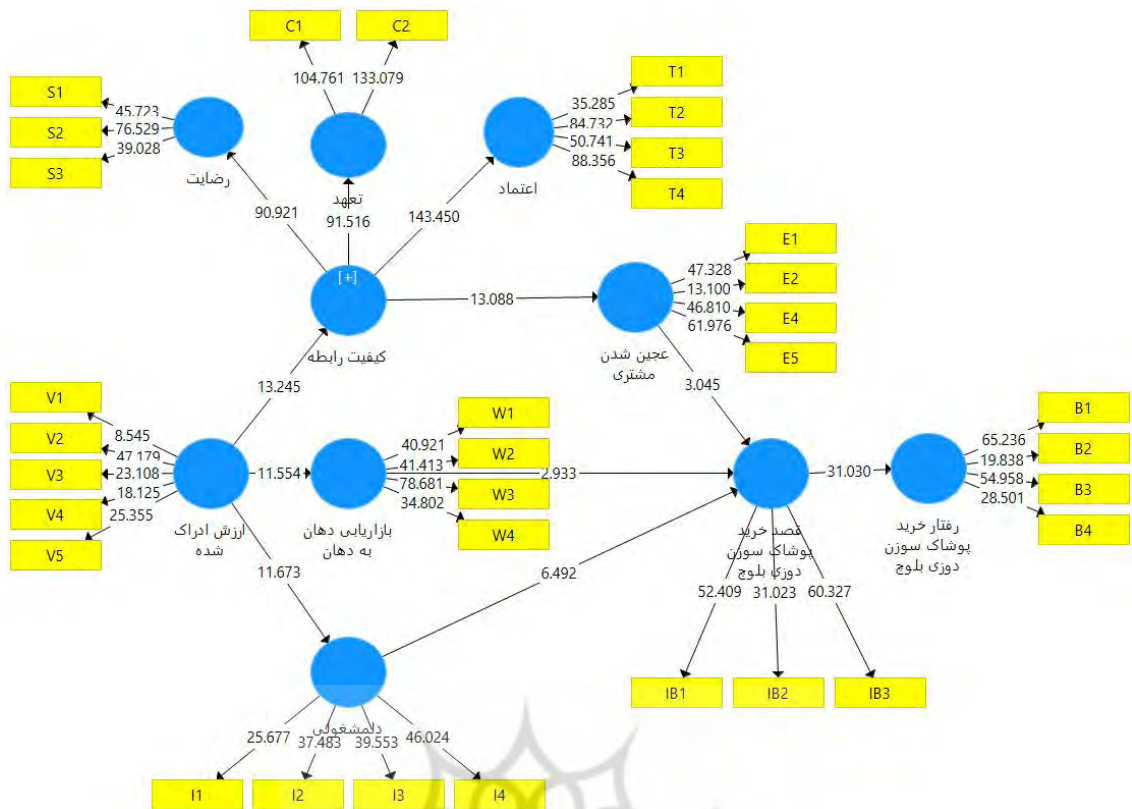 C1
C2
104.761
133.079
S1
S2
S3
45.723
76.529
39.028
رضایت
تعهد
اعتماد
T1
T2
T3
T4
35.285
84.732
50.741
88.356
90.921
91.516
143.450
[+]
کیفیت رابطه
13.088
عجین شدن
مشتری
47.328
13.100
46.810
61.976
E1
E2
E4
E5
13.245
3.045
V1
V2
V3
V4
V5
8.545
47.179
23.108
18.125
25.355
ارزش ادراک
شده
11.554
بازاریابی دهان
به دهان
40.921
41.413
78.681
34.802
W1
W2
W3
W4
2.933
قصد خرید
پوشاک سوزن
دوزی بلوچ
31.030
رفتار خرید
پوشاک سوزن
دوزی بلوچ
65.236
19.838
54.958
28.501
B1
B2
B3
B4
11.673
6.492
52.409
31.023
60.327
IB1
IB2
IB3
دلمشغولی
25.677
37.483
39.553
46.024
I1
I2
I3
I4